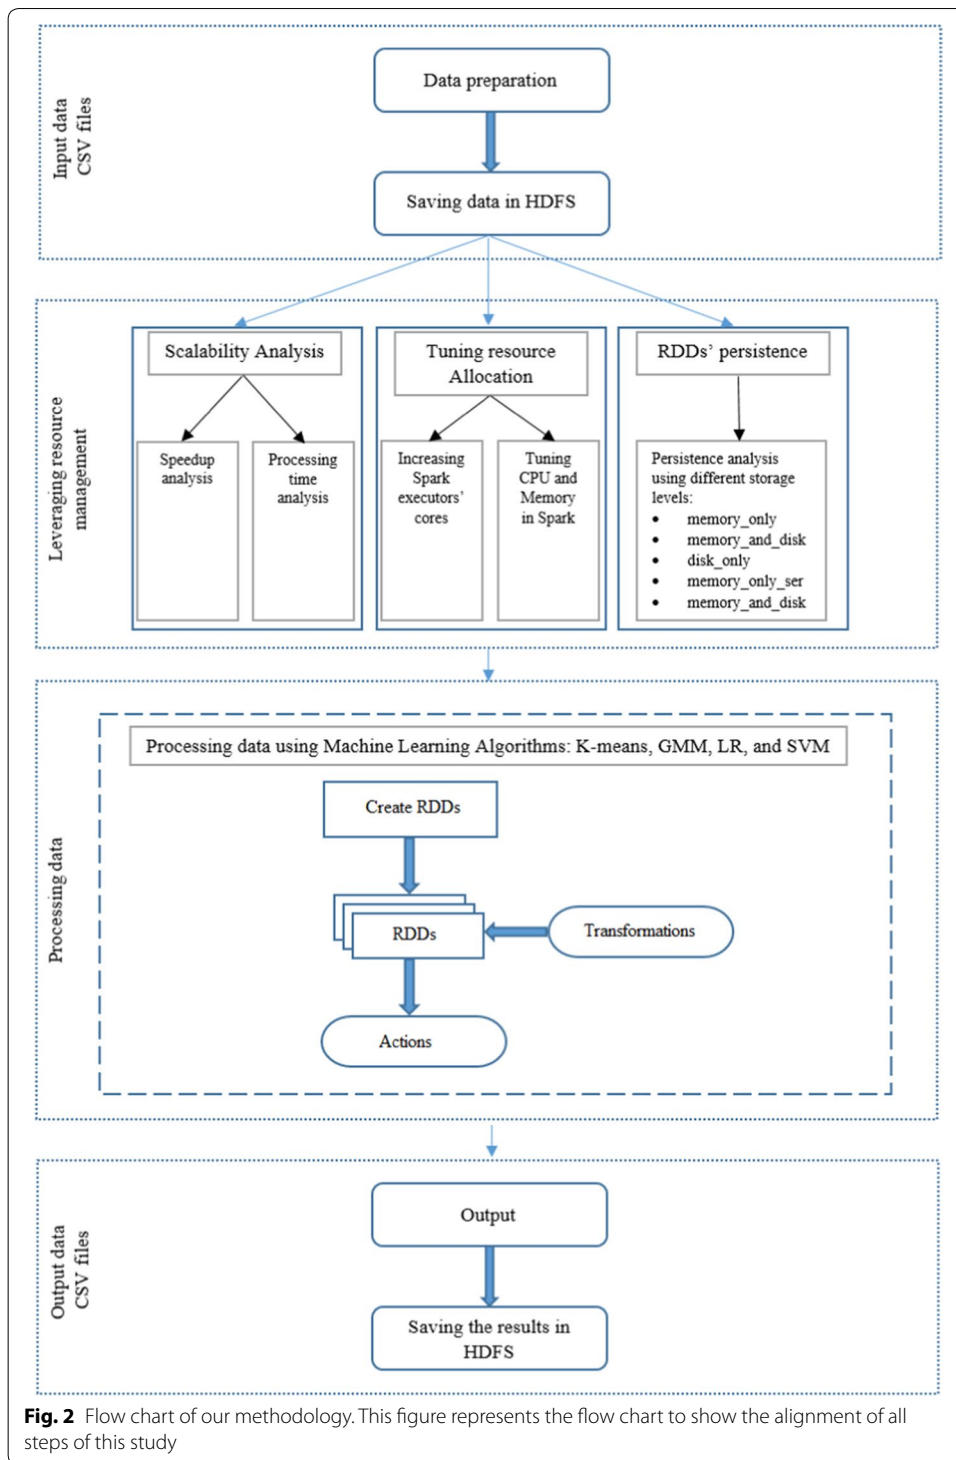 Input data
CSV files
Data preparation
Saving data in HDFS
Leveraging resource
management
Scalability Analysis
Speedup
analysis
Processing
time
analysis
Tuning resource
Allocation
Increasing
Spark
executors'
cores
Tuning
CPU and
Memory
in Spark
RDDs' persistence
Persistence analysis
using different storage
levels:
• memory_only
• memory_and_disk
• disk_only
• memory_only_ser
• memory_and_disk
Processing data
Processing data using Machine Learning Algorithms: K-means, GMM, LR, and SVM
Create RDDs
RDDs
Transformations
Actions
Output data
CSV files
Output
Saving the results in
HDFS
Fig. 2 Flow chart of our methodology. This figure represents the flow chart to show the alignment of all
steps of this study